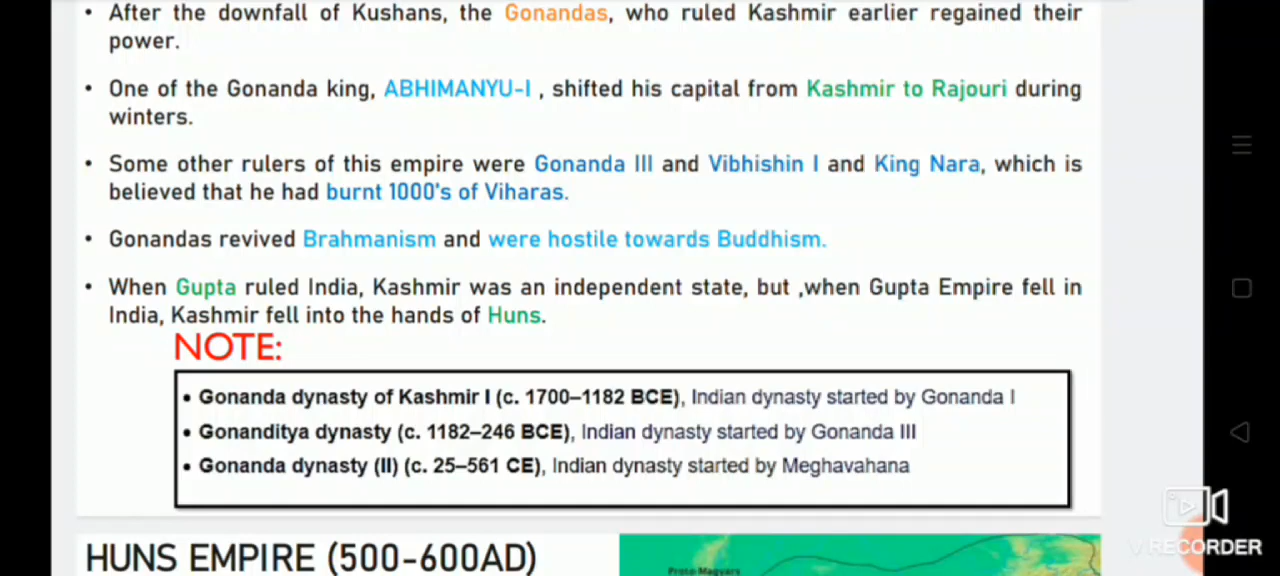 • After the downfall of Kushans, the Gonandas, who ruled Kashmir earlier regained their
power.
• One of the Gonanda king, ABHIMANYU-I , shifted his capital from Kashmir to Rajouri during
winters.
• Some other rulers of this empire were Gonanda III and Vibhishin I and King Nara, which is
believed that he had burnt 1000's of Viharas.
• Gonandas revived Brahmanism and were hostile towards Buddhism.
• When Gupta ruled India, Kashmir was an independent state, but ,when Gupta Empire fell in
India, Kashmir fell into the hands of Huns.
NOTE:
• Gonanda dynasty of Kashmir I (c. 1700–1182 BCE), Indian dynasty started by Gonanda I
• Gonanditya dynasty (c. 1182–246 BCE), Indian dynasty started by Gonanda III
• Gonanda dynasty (II) (c. 25–561 CE), Indian dynasty started by Meghavahana
HUNS EMPIRE (500-600AD)
Proto Magyars
V RECORDER